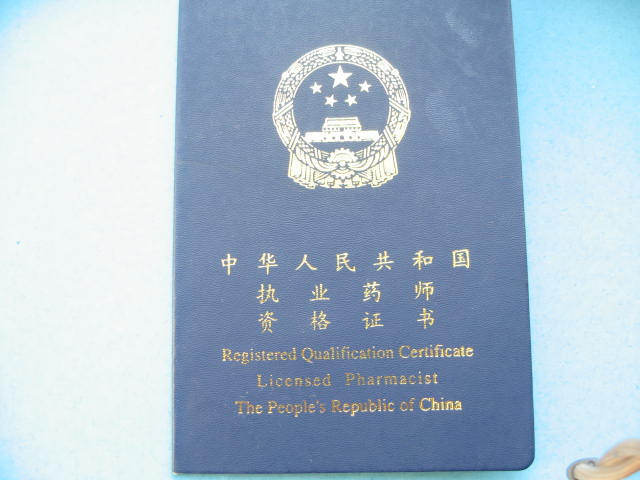 中华人民共和国
执业药师
资格证书
Registered Qualification Certificate
Licensed Pharmacist
The People's Republic of China